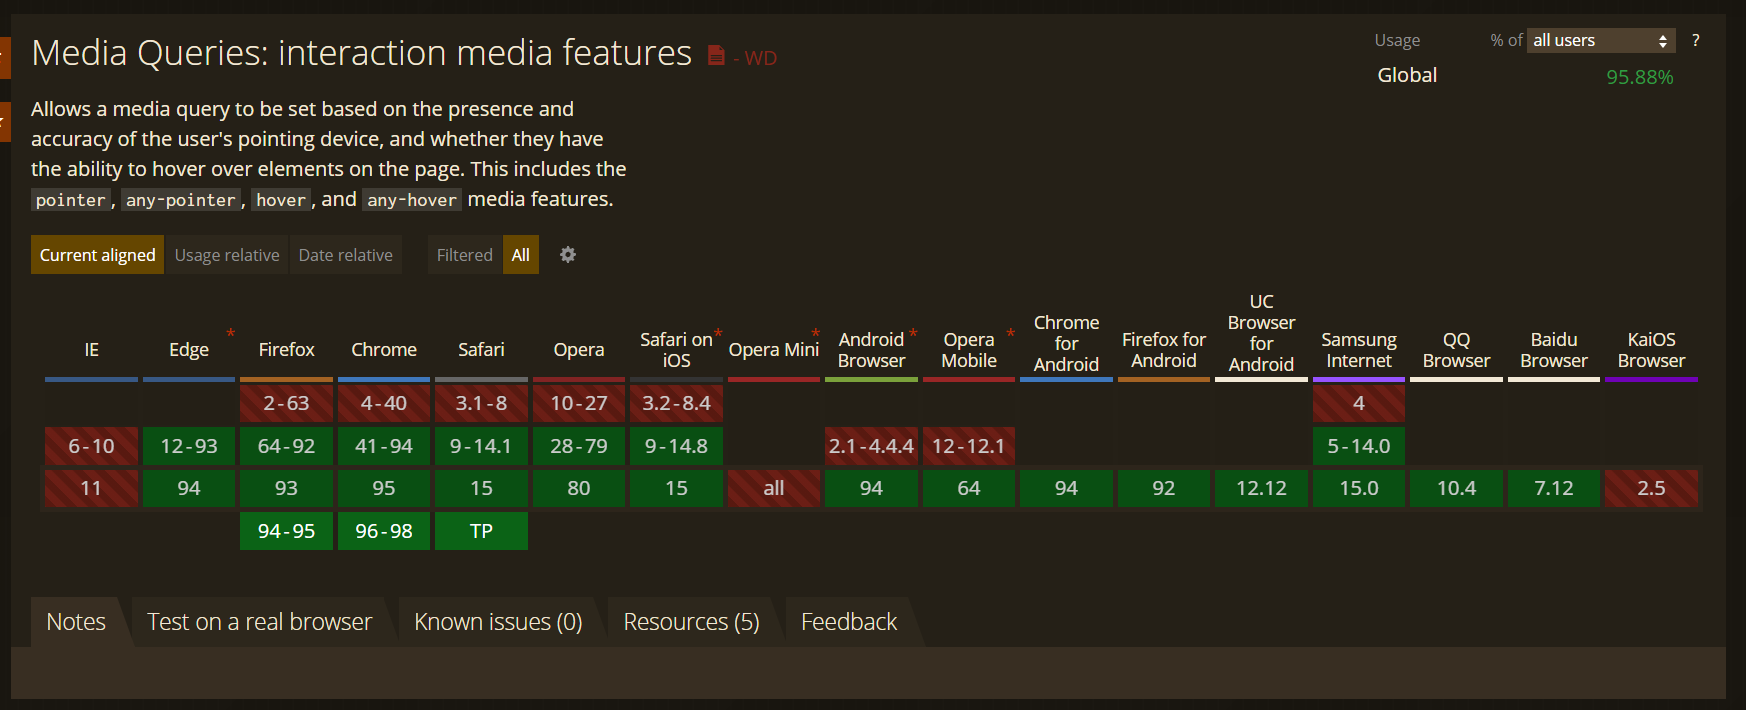 Media Queries: interaction media features - WD
Usage % of all users ?
Global 95.88%
Allows a media query to be set based on the presence and
accuracy of the user's pointing device, and whether they have
the ability to hover over elements on the page. This includes the
pointer, any-pointer, hover, and any-hover media features.
Current aligned Usage relative Date relative Filtered All
IE
Edge *
Firefox
Chrome
Safari
Opera
Safari on *
iOS
Opera Mini *
Android *
Browser
Opera *
Mobile
Chrome
for
Android
Firefox for
Android
UC
Browser
for
Android
Samsung
Internet
QQ
Browser
Baidu
Browser
KaiOS
Browser
2-63 4-40 3.1-8 10-27 3.2-8.4 4
6-10 12-93 64-92 41-94 9-14.1 28-79 9-14.8 2.1-4.4.4 12-12.1 5-14.0
11 94 93 95 15 80 15 all 94 64 94 92 12.12 15.0 10.4 7.12 2.5
94-95 96-98 TP
Notes Test on a real browser Known issues (0) Resources (5) Feedback